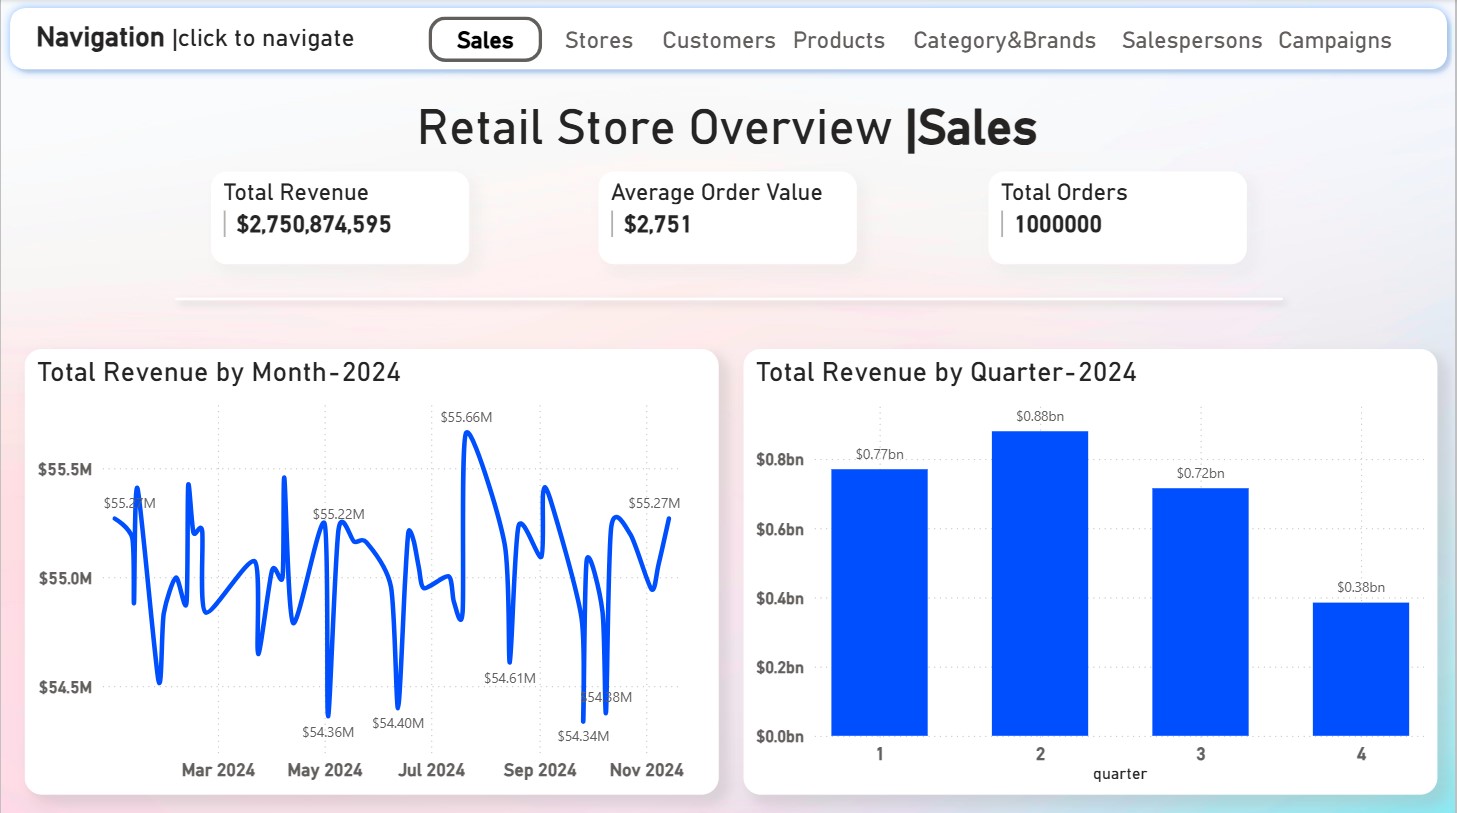 Navigation |click to navigate
Sales
Stores
Customers
Products
Category&Brands
Salespersons
Campaigns
Retail Store Overview |Sales
Total Revenue
$2,750,874,595
Average Order Value
$2,751
Total Orders
1000000
Total Revenue by Month-2024
$55.5M
$55.0M
$54.5M
$55.27M
$55.22M
$55.66M
$55.27M
$54.61M
$54.38M
$54.36M
$54.40M
$54.34M
Mar 2024
May 2024
Jul 2024
Sep 2024
Nov 2024
Total Revenue by Quarter-2024
$0.8bn
$0.6bn
$0.4bn
$0.2bn
$0.0bn
$0.77bn
$0.88bn
$0.72bn
$0.38bn
1
2
3
4
quarter